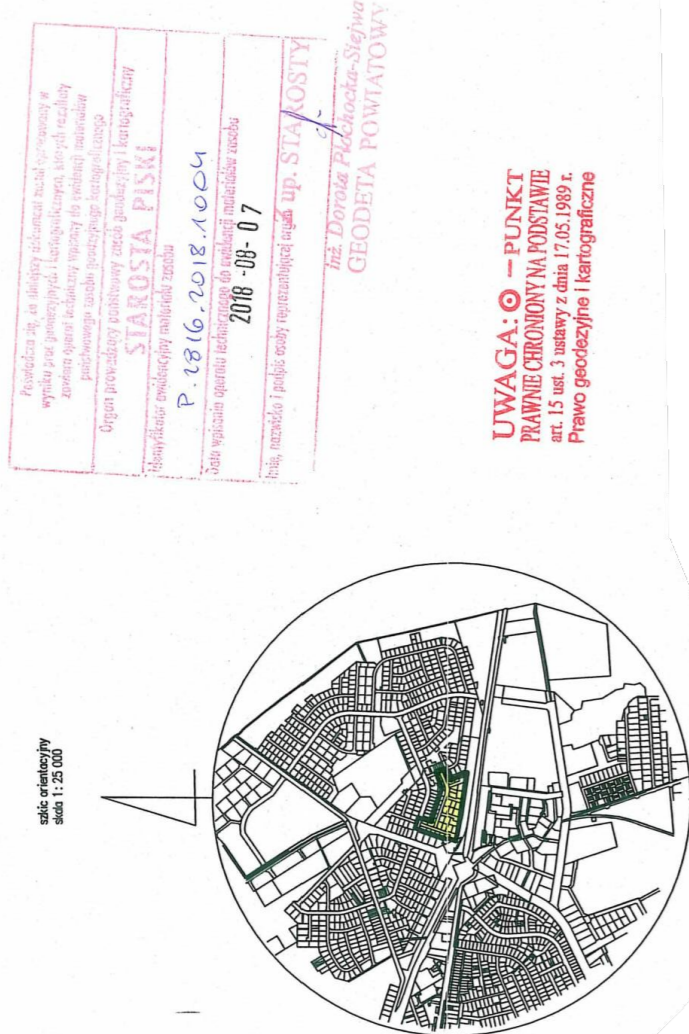 Poświadcza się, że niniejszy dokument został opracowany w
wyniku prac geodezyjnych i kartograficznych, których rezultaty
zawiera operat techniczny wpisany do ewidencji materiałów
państwowego zasobu geodezyjnego kartograficznego
Organ prowadzący państwowy zasób geodezyjny i kartograficzny
STAROSTA PISKI
Identyfikator ewidencyjny materiału zasobu
P.2816.2018.1004
Data wpisania operatu technicznego do ewidencji materiałów zasobu
2018 -08- 07
Imię, nazwisko i podpis osoby reprezentującej organ
z up. STAROSTY
inż. Dorota Płochocka-Siejwa
GEODETA POWIATOWY
UWAGA: ⊙ – PUNKT
PRAWNIE CHRONIONY NA PODSTAWIE
art. 15 ust. 3 ustawy z dnia 17.05.1989 r.
Prawo geodezyjne i kartograficzne
szkic orientacyjny
skala 1: 25 000